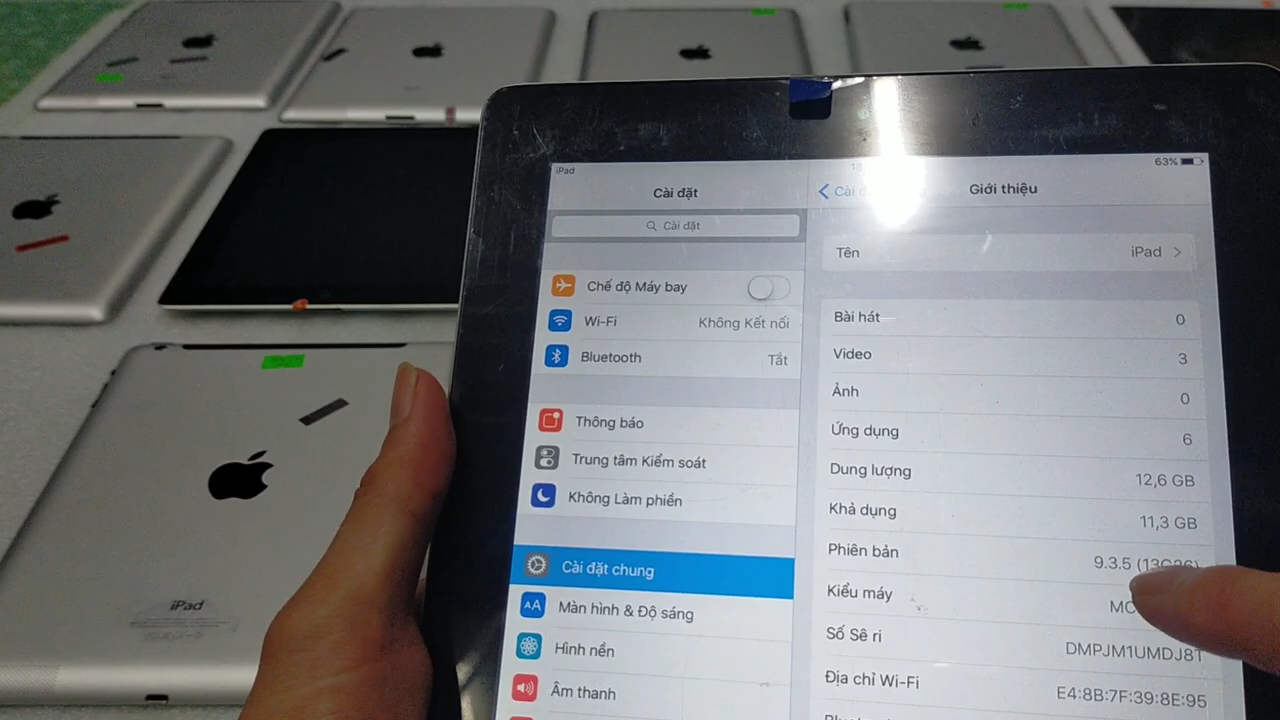 iPad
63%
Cài đặt
Giới thiệu
Cài đặt
Tên
iPad
Chế độ Máy bay
Wi-Fi
Không Kết nối
Bluetooth
Tắt
Thông báo
Trung tâm Kiểm soát
Không Làm phiền
Cài đặt chung
AA Màn hình & Độ sáng
Hình nền
Âm thanh
Bài hát
0
Video
3
Ảnh
0
Ứng dụng
6
Dung lượng
12,6 GB
Khả dụng
11,3 GB
Phiên bản
9.3.5
Kiểu máy
Số Sê ri
DMPJM1UMDJ8T
Địa chỉ Wi-Fi
E4:8B:7F:39:8E:95
iPad